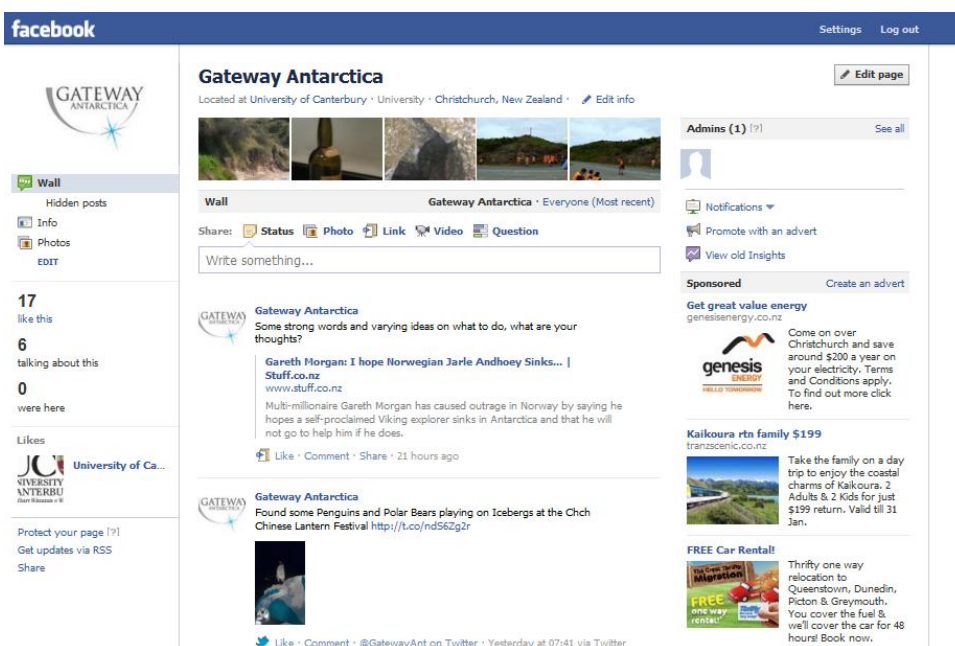 facebook
Settings Log out
GATEWAY
ANTARCTICA
Wall
Hidden posts
Info
Photos
EDIT
17
like this
6
talking about this
0
were here
Likes
University of Ca...
Protect your page [?]
Get updates via RSS
Share
Gateway Antarctica
Located at University of Canterbury · University · Christchurch, New Zealand · Edit info
Wall Gateway Antarctica · Everyone (Most recent)
Share: Status Photo Link Video Question
Write something...
GATEWAY
Gateway Antarctica
Some strong words and varying ideas on what to do, what are your
thoughts?
Gareth Morgan: I hope Norwegian Jarle Andhoey Sinks... |
Stuff.co.nz
www.stuff.co.nz
Multi-millionaire Gareth Morgan has caused outrage in Norway by saying he
hopes a self-proclaimed Viking explorer sinks in Antarctica and that he will
not go to help him if he does.
Like · Comment · Share · 21 hours ago
GATEWAY
Gateway Antarctica
Found some Penguins and Polar Bears playing on Icebergs at the Chch
Chinese Lantern Festival http://t.co/ndS6Zg2r
Like · Comment · @GatewayAnt on Twitter · Yesterday at 07:41 via Twitter
Edit page
Admins (1) [?] See all
Notifications
Promote with an advert
View old Insights
Sponsored Create an advert
Get great value energy
genesisenergy.co.nz
genesis
ENERGY
HELLO TOMORROW
Come on over
Christchurch and save
around $200 a year on
your electricity. Terms
and Conditions apply.
To find out more click
here.
Kaikoura rtn family $199
tranzscenic.co.nz
Take the family on a day
trip to enjoy the coastal
charms of Kaikoura. 2
Adults & 2 Kids for just
$199 return. Valid till 31
Jan.
FREE Car Rental!
The Great Thrifty
Migration
FREE
one way
rental!
Thrifty one way
relocation to
Queenstown, Dunedin,
Picton & Greymouth.
You cover the fuel &
we'll cover the car for 48
hours! Book now.